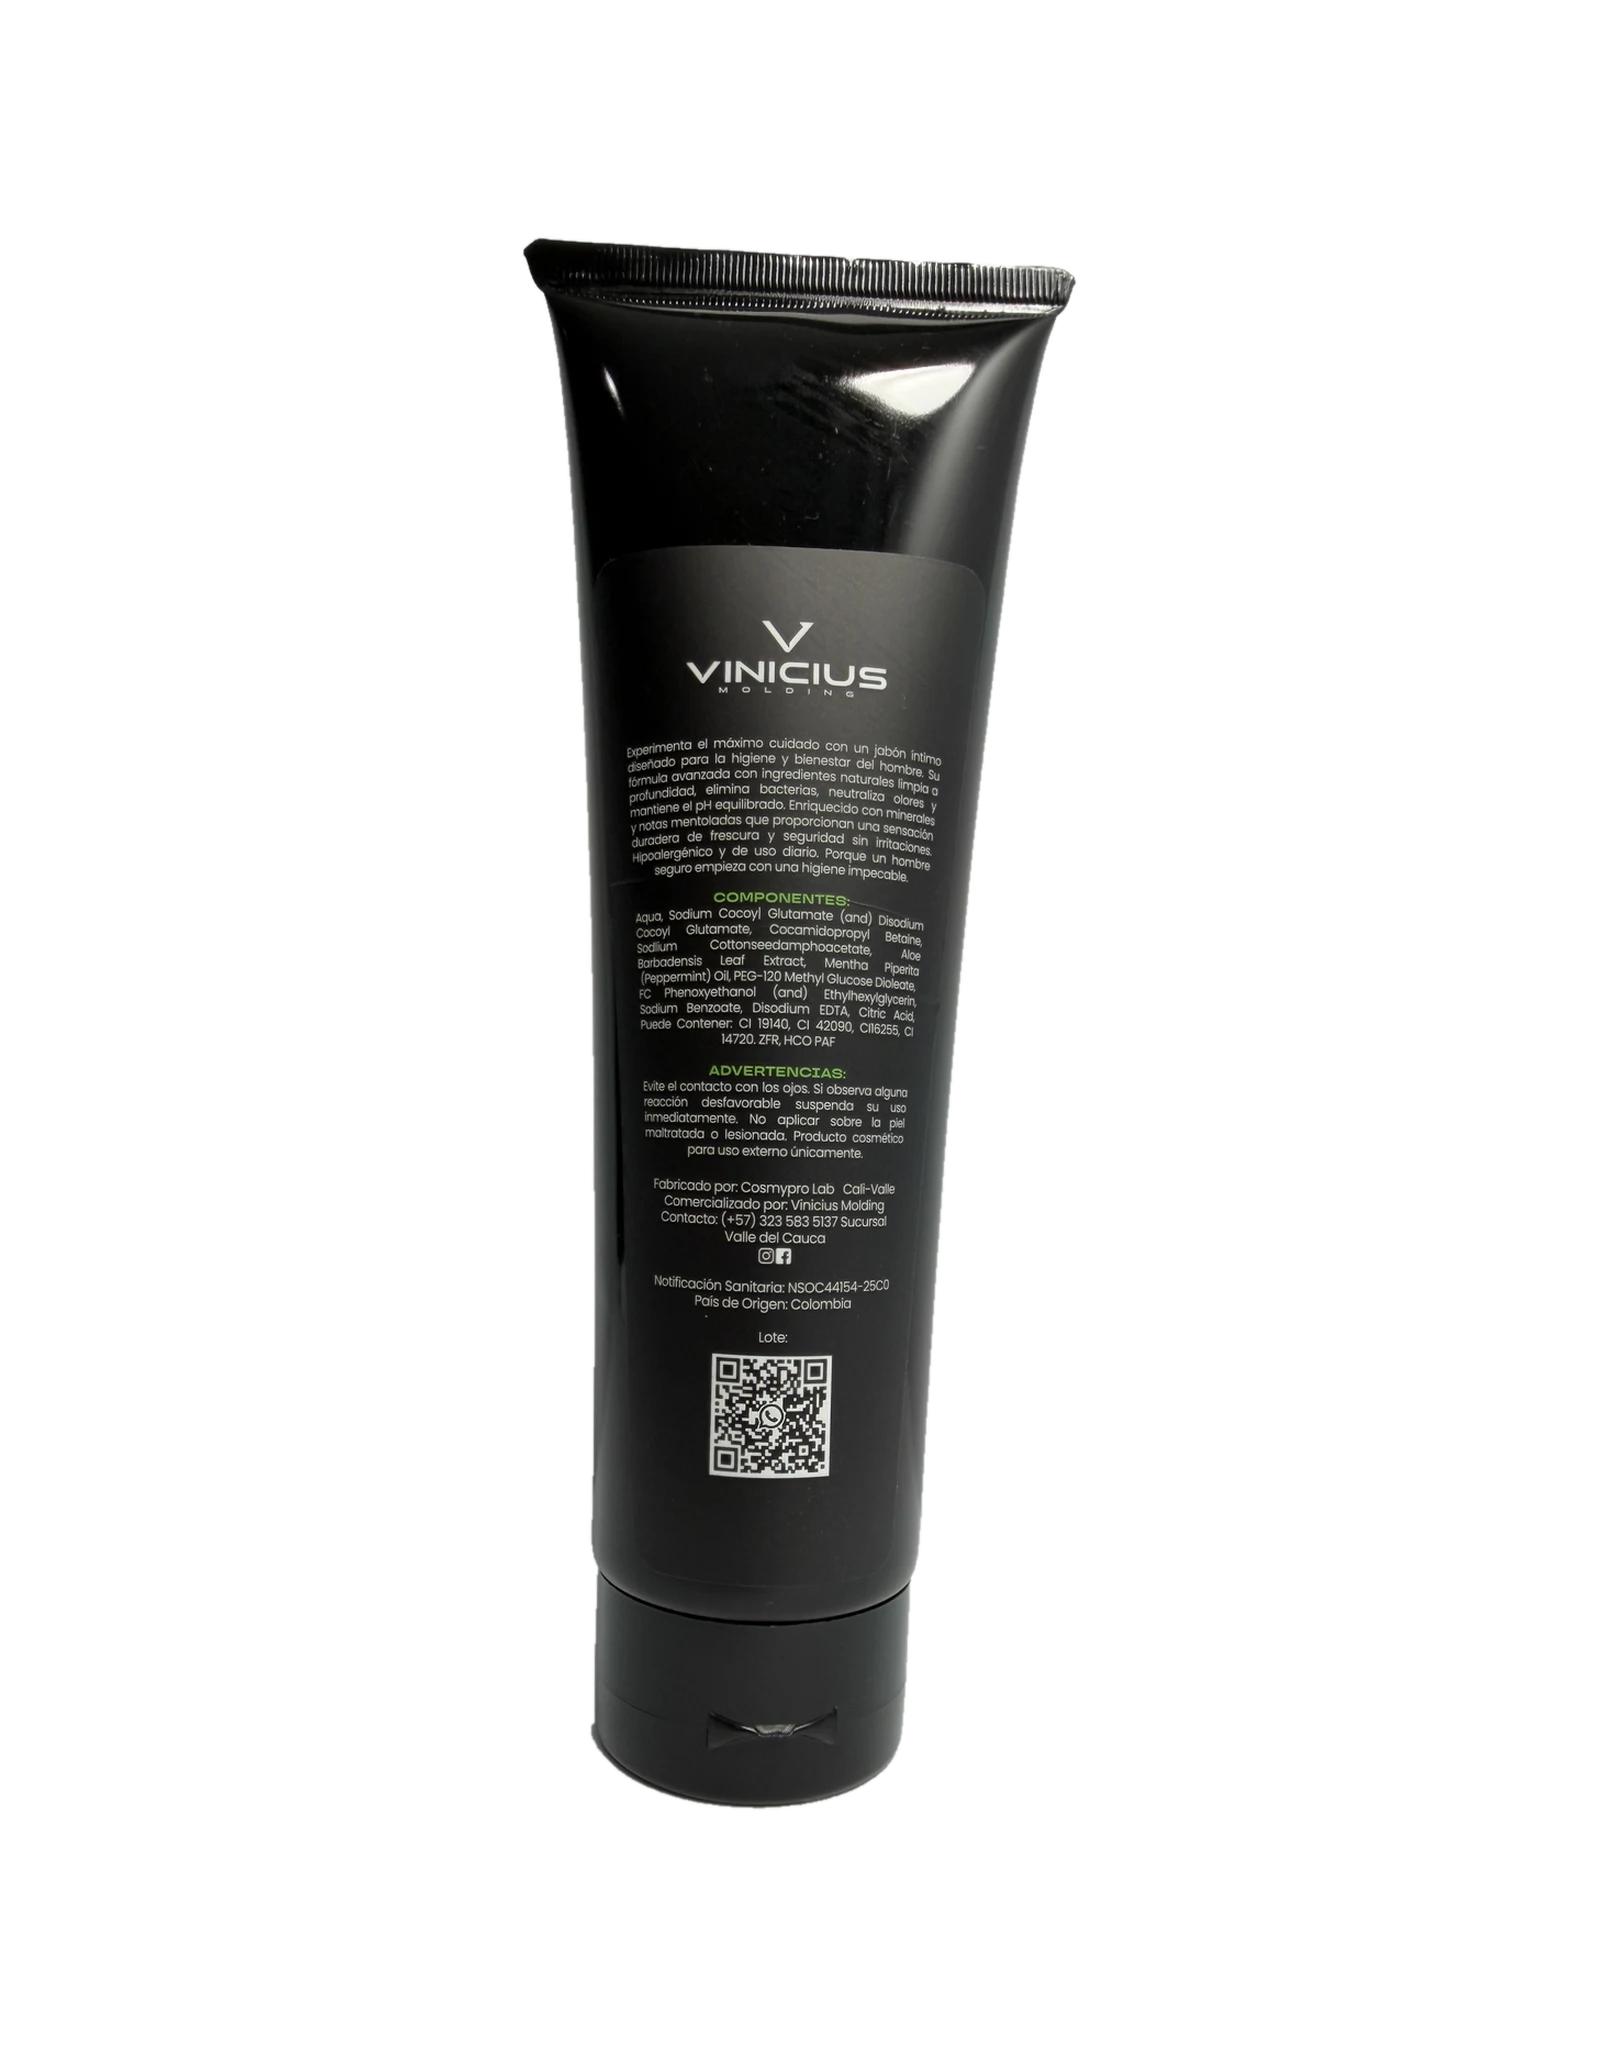 VINICIUS
MOLDING
Experimenta el máximo cuidado con un jabón íntimo
diseñado para la higiene y bienestar del hombre. Su
fórmula avanzada con ingredientes naturales limpia a
profundidad, elimina bacterias, neutraliza olores y
mantiene el pH equilibrado. Enriquecido con minerales
y notas mentoladas que proporcionan una sensación
duradera de frescura y seguridad sin irritaciones.
Hipoalergénico y de uso diario. Porque un hombre
seguro empieza con una higiene impecable.
COMPONENTES:
Aqua, Sodium Cocoyl Glutamate (and) Disodium
Cocoyl Glutamate, Cocamidopropyl Betaine,
Sodlium Cottonseedamphoacetate, Aloe
Barbadensis Leaf Extract, Mentha Piperita
(Peppermint) Oil, PEG-120 Methyl Glucose Dioleate,
FC Phenoxyethanol (and) Ethylhexylglycerin,
Sodium Benzoate, Disodium EDTA, Citric Acid,
Puede Contener: CI 19140, CI 42090, CI16255, CI
14720. ZFR, HCO PAF
ADVERTENCIAS:
Evite el contacto con los ojos. Si observa alguna
reacción desfavorable suspenda su uso
inmediatamente. No aplicar sobre la piel
maltratada o lesionada. Producto cosmético
para uso externo únicamente.
Fabricado por: Cosmypro Lab Cali-Valle
Comercializado por: Vinicius Molding
Contacto: (+57) 323 583 5137 Sucursal
Valle del Cauca
Notificación Sanitaria: NSOC44154-25CO
País de Origen: Colombia
Lote: